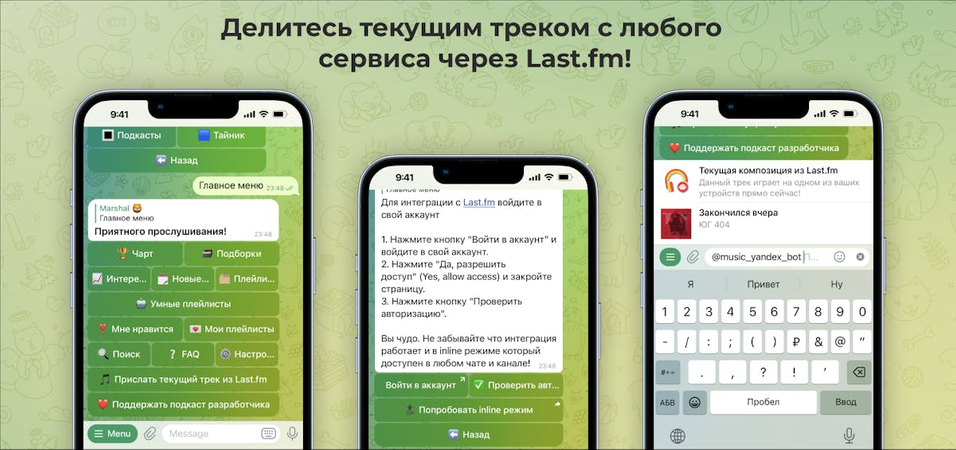 Делитесь текущим треком с любого
сервиса через Last.fm!
9:41
Подкасты
Тайник
Назад
Главное меню 23:48
Marshal
Главное меню
Приятного прослушивания!
23:48
Чарт
Подборки
Интере...
Новые...
Плейли...
Умные плейлисты
Мне нравится
Мои плейлисты
Поиск
FAQ
Настро...
Прислать текущий трек из Last.fm
Поддержать подкаст разработчика
Menu
Message
9:41
Главное меню
Для интеграции с Last.fm войдите в
свой аккаунт
1. Нажмите кнопку "Войти в аккаунт" и
войдите в свой аккаунт.
2. Нажмите "Да, разрешить
доступ" (Yes, allow access) и закройте
страницу.
3. Нажмите кнопку "Проверить
авторизацию".
Вы чудо. Не забывайте что интеграция
работает и в inline режиме который
доступен в любом чате и канале!
23:48
Войти в аккаунт
Проверить авт...
Попробовать inline режим
Назад
9:41
Поддержать подкаст разработчика
Текущая композиция из Last.fm
Данный трек играет на одном из ваших
устройств прямо сейчас!
Закончился вчера
ЮГ 404
@music_yandex_bot П...
Я
Привет
Ну
1 2 3 4 5 6 7 8 9 0
- / : ; ( ) ₽ & @ "
#+= . , ? ! '
АБВ
Пробел
Ввод